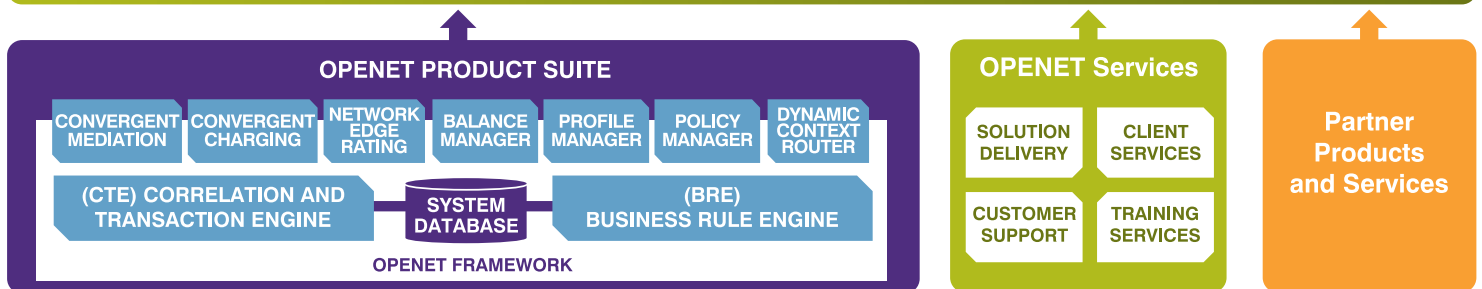 OPENET PRODUCT SUITE
CONVERGENT
MEDIATION
CONVERGENT
CHARGING
NETWORK
EDGE
RATING
BALANCE
MANAGER
PROFILE
MANAGER
POLICY
MANAGER
DYNAMIC
CONTEXT
ROUTER
(CTE) CORRELATION AND
TRANSACTION ENGINE
SYSTEM
DATABASE
(BRE)
BUSINESS RULE ENGINE
OPENET FRAMEWORK
OPENET Services
SOLUTION
DELIVERY
CLIENT
SERVICES
CUSTOMER
SUPPORT
TRAINING
SERVICES
Partner
Products
and Services